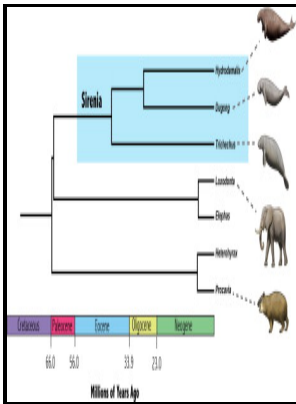 Hydrodamalis
Sirenia
Dugong
Trichechus
Loxodonta
Elephas
Heterohyrax
Procavia
Cretaceous Paleocene Eocene Oligocene Neogene
66.0 56.0 33.9 23.0
Millions of Years Ago